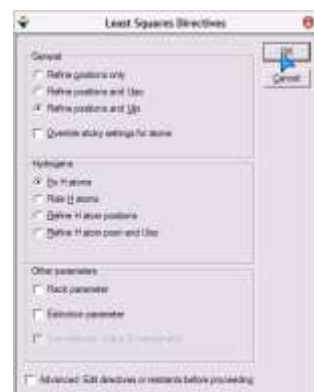 Least Squares Directives
General
Refine positions only
Refine positions and Uiso
Refine positions and Uijs
Override sticky settings for atoms
OK
Cancel
Hydrogens
Fix H atoms
Ride H atoms
Refine H atom positions
Refine H atom posn and Uiso
Other parameters
Flack parameter
Extinction parameter
Advanced: Edit directives or restraints before proceeding